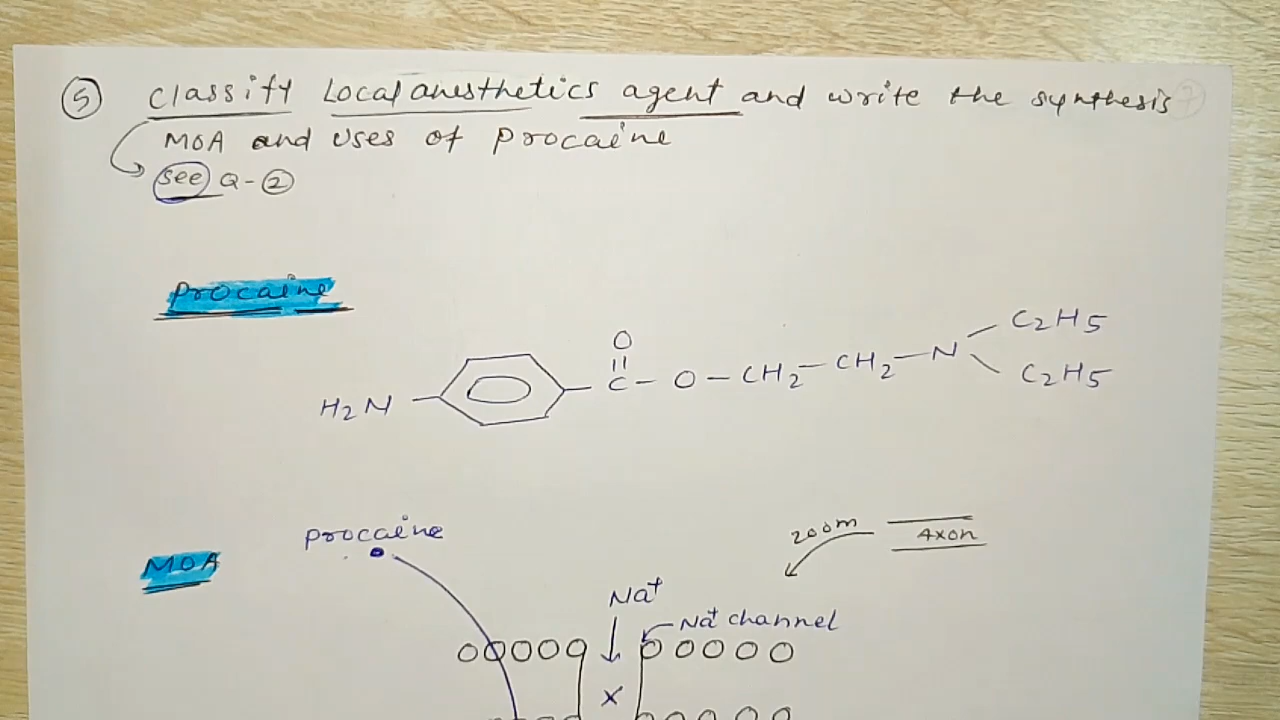 ⑤ classify Local anesthetics agent and write the synthesis
MOA and uses of procaine
see Q-②
Procaine
H2N
O
C - O - CH2 - CH2 - N
C2H5
C2H5
MOA
procaine
zoom
Axon
Na+
Na+ channel